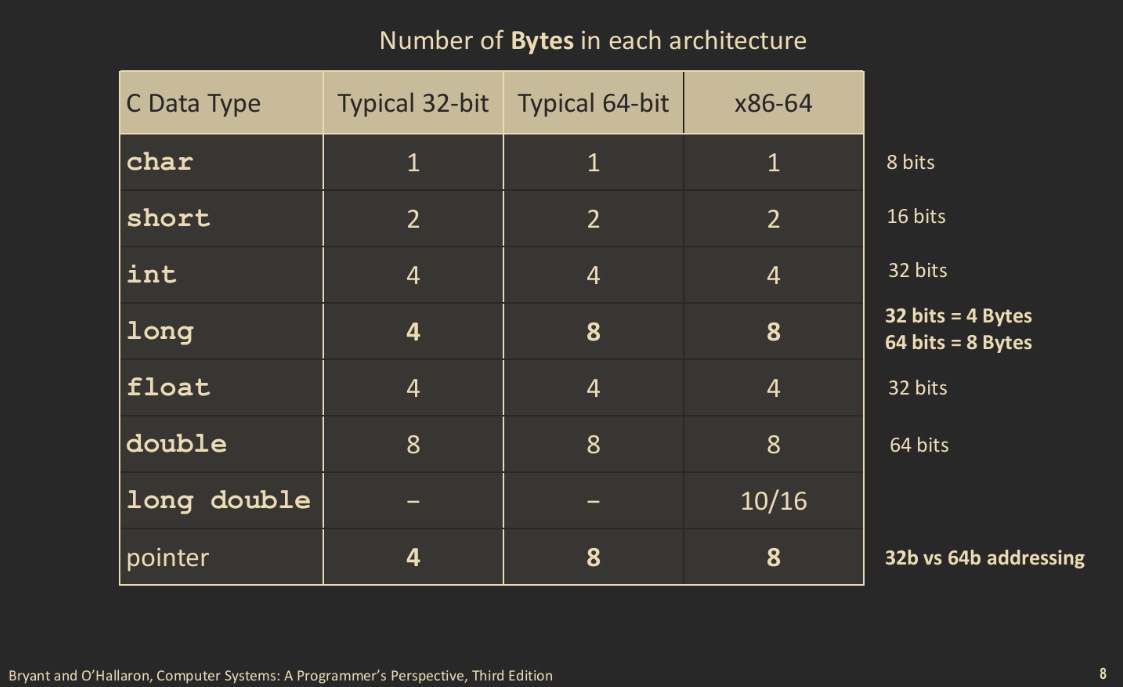 Number of Bytes in each architecture
C Data Type Typical 32-bit Typical 64-bit x86-64
char 1 1 1 8 bits
short 2 2 2 16 bits
int 4 4 4 32 bits
long 4 8 8 32 bits = 4 Bytes
64 bits = 8 Bytes
float 4 4 4 32 bits
double 8 8 8 64 bits
long double – – 10/16
pointer 4 8 8 32b vs 64b addressing
Bryant and O’Hallaron, Computer Systems: A Programmer’s Perspective, Third Edition 8